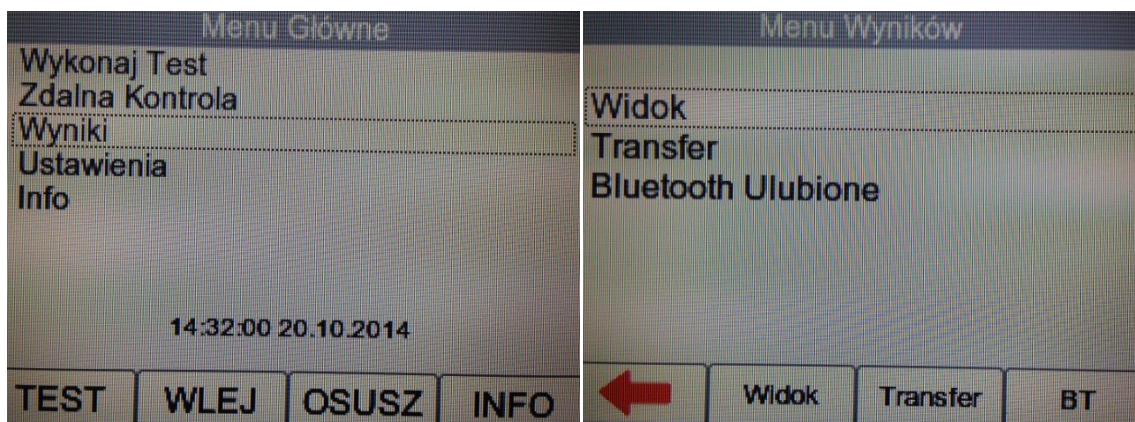 Menu Główne
Wykonaj Test
Zdalna Kontrola
Wyniki
Ustawienia
Info
14:32:00 20.10.2014
TEST WLEJ OSUSZ INFO
Menu Wyników
Widok
Transfer
Bluetooth Ulubione
Widok Transfer BT